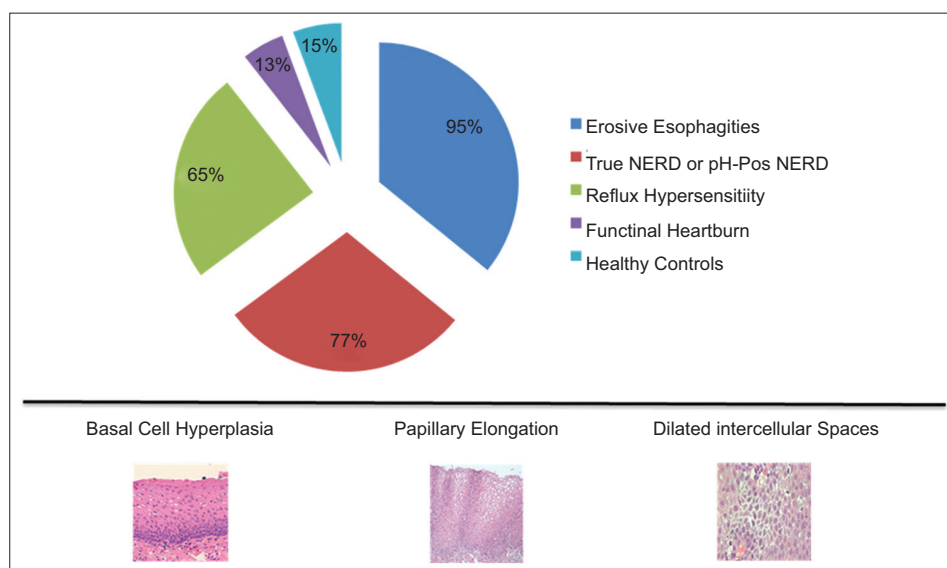 15%
13%
95%
65%
77%
Erosive Esophagities
True NERD or pH-Pos NERD
Reflux Hypersensitiity
Functinal Heartburn
Healthy Controls
Basal Cell Hyperplasia
Papillary Elongation
Dilated intercellular Spaces